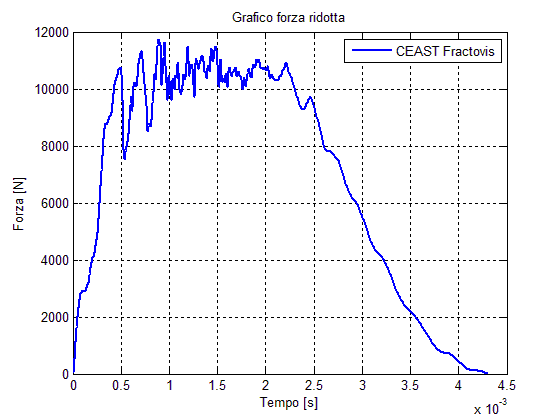 Grafico forza ridotta
CEAST Fractovis
Forza [N]
12000
10000
8000
6000
4000
2000
0
0 0.5 1 1.5 2 2.5 3 3.5 4 4.5
Tempo [s]
x 10^-3